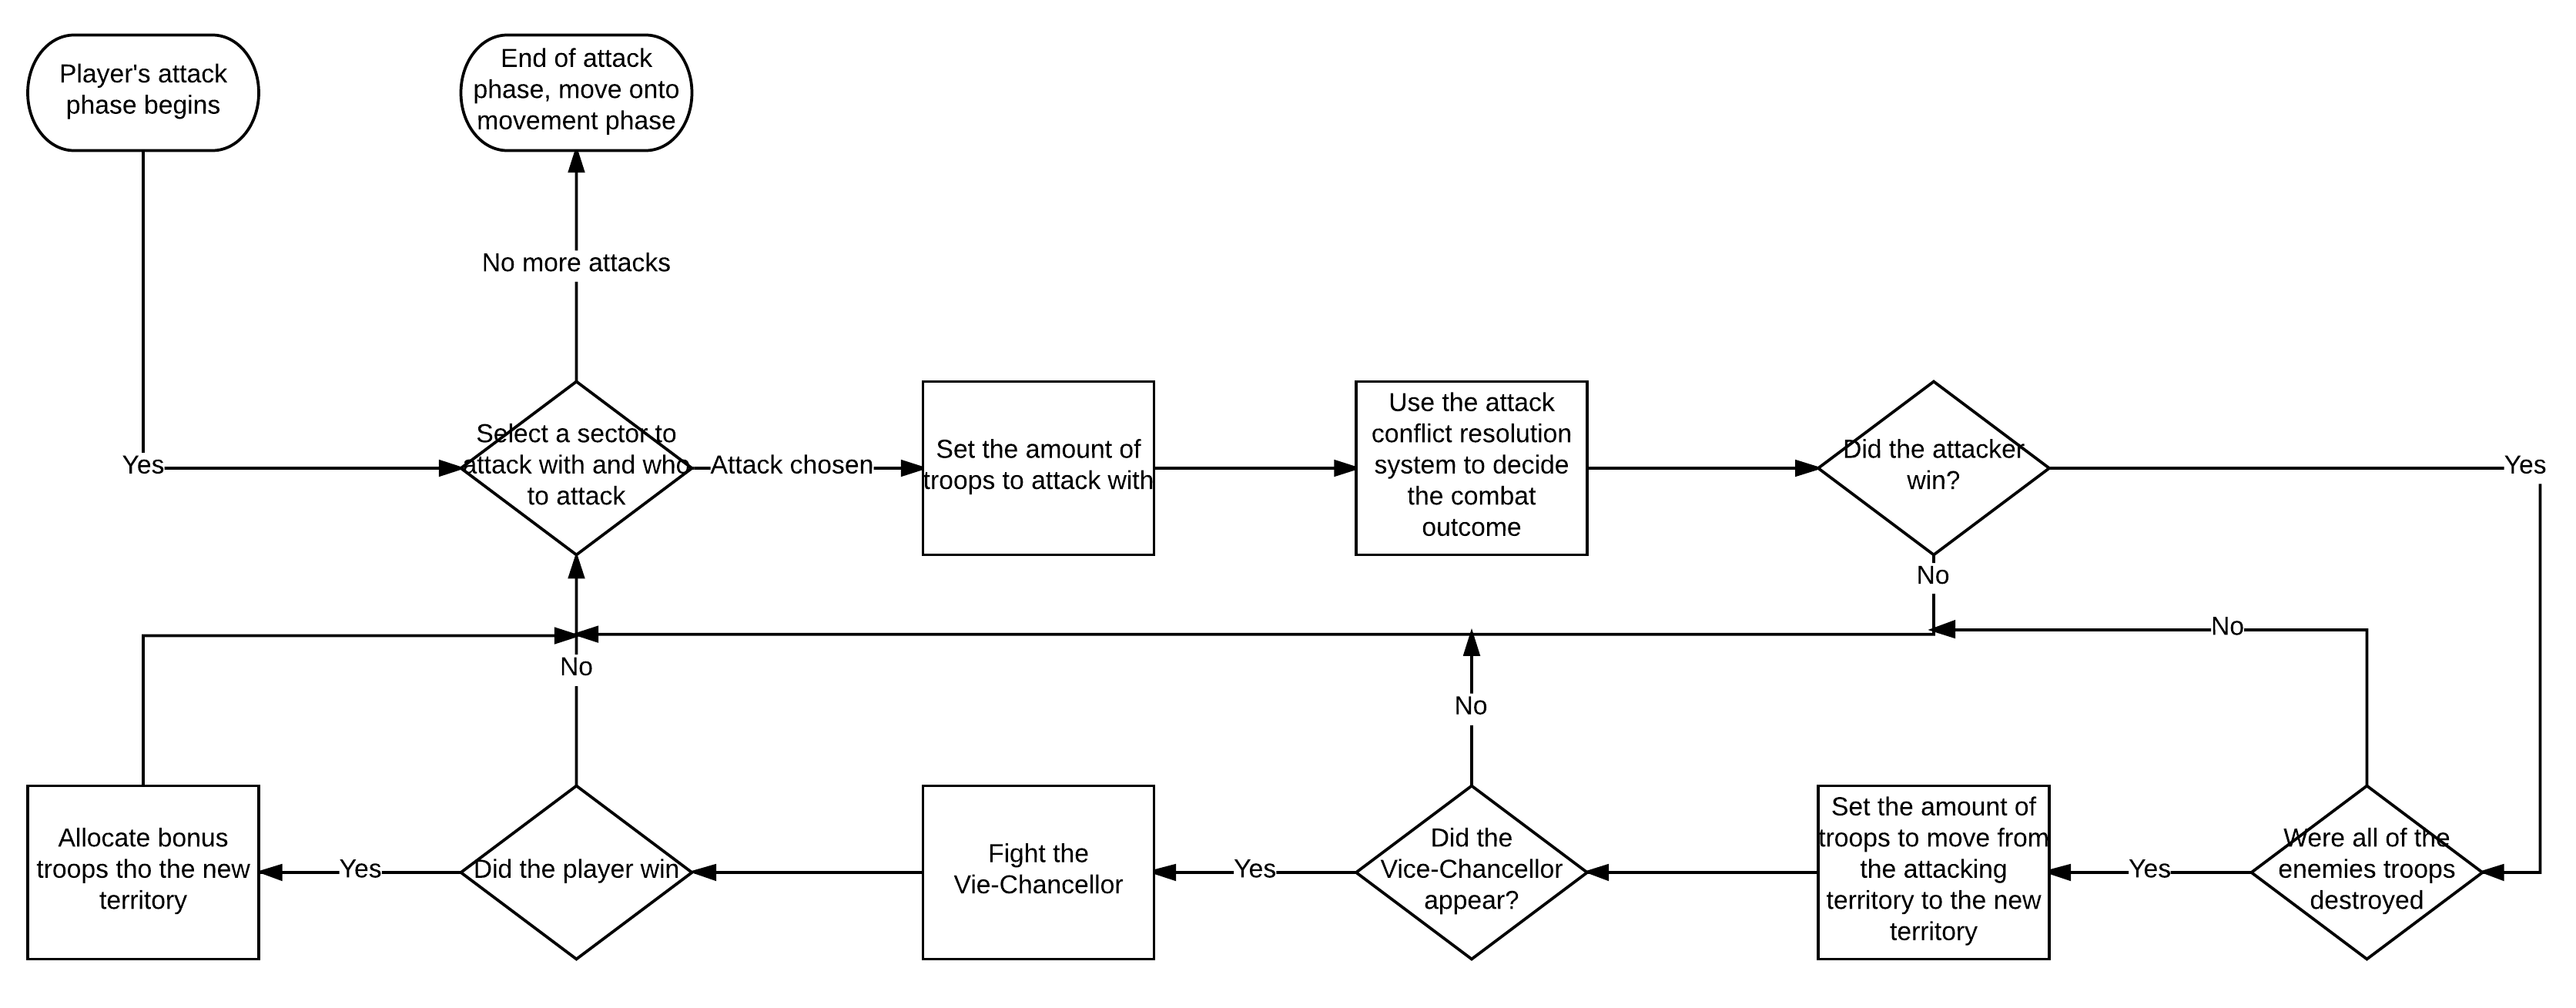 Player's attack
phase begins
End of attack
phase, move onto
movement phase
No more attacks
Yes
Select a sector to
attack with and who
to attack
Attack chosen
Set the amount of
troops to attack with
Use the attack
conflict resolution
system to decide
the combat
outcome
Did the attacker
win?
Yes
No
No
No
No
Allocate bonus
troops tho the new
territory
Yes
Did the player win
Fight the
Vie-Chancellor
Yes
Did the
Vice-Chancellor
appear?
Set the amount of
troops to move from
the attacking
territory to the new
territory
Yes
Were all of the
enemies troops
destroyed